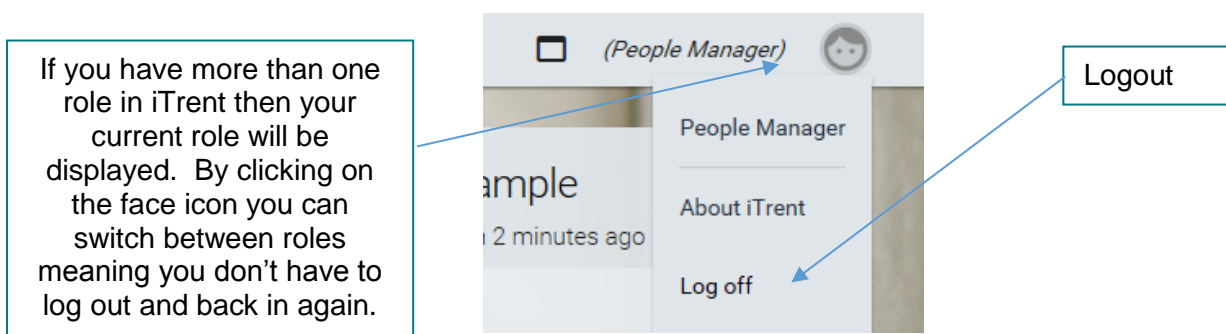 If you have more than one
role in iTrent then your
current role will be
displayed.  By clicking on
the face icon you can
switch between roles
meaning you don’t have to
log out and back in again.
(People Manager)
People Manager
About iTrent
Log off
ample
2 minutes ago
Logout